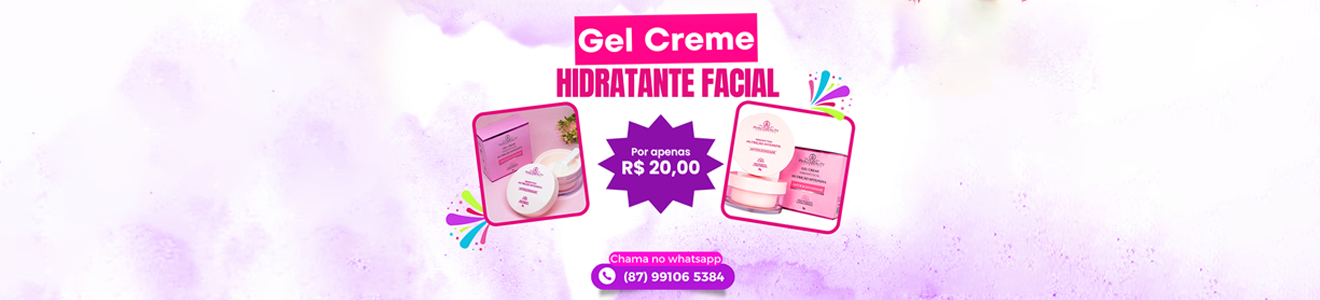 Gel Creme
HIDRATANTE FACIAL
Por apenas
R$ 20,00
Chama no whatsapp
(87) 99106 5384